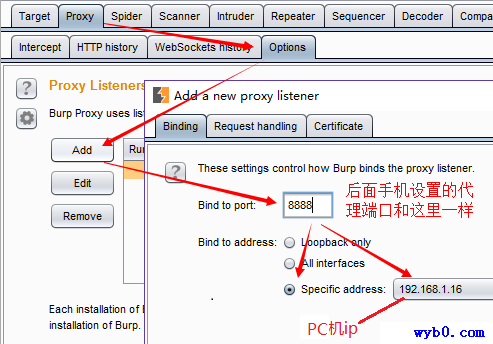 Target Proxy Spider Scanner Intruder Repeater Sequencer Decoder
Intercept HTTP history WebSockets history Options
Proxy Listeners
Burp Proxy uses
Add
Edit
Remove
Each installation of
installation of Burp.
Add a new proxy listener
Binding Request handling Certificate
These settings control how Burp binds the proxy listener.
Bind to port: 8888
后面手机设置的代
理端口和这里一样
Bind to address: Loopback only
All interfaces
Specific address: 192.168.1.16
PC机ip
wyb0.com